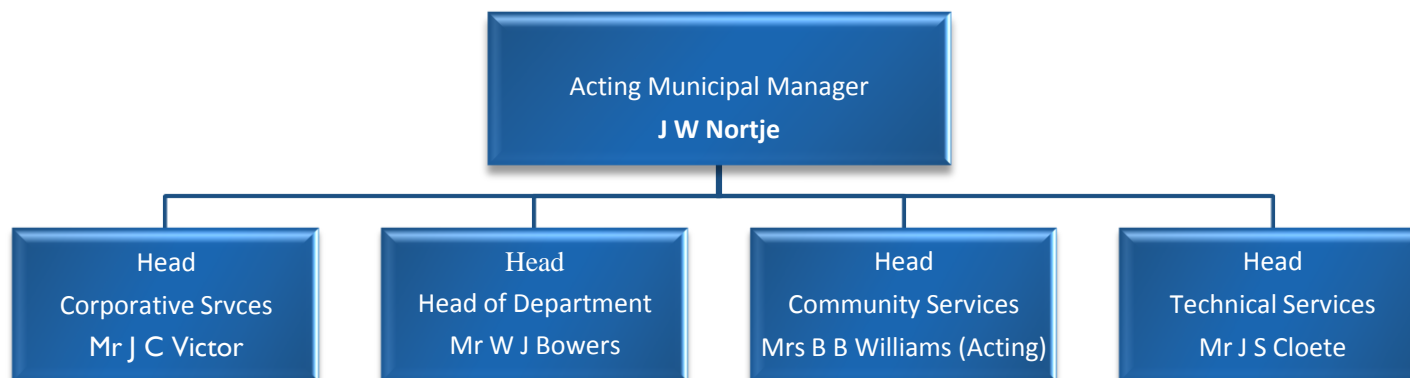 Acting Municipal Manager
J W Nortje
Head
Corporative Srvces
Mr J C Victor
Head
Head of Department
Mr W J Bowers
Head
Community Services
Mrs B B Williams (Acting)
Head
Technical Services
Mr J S Cloete